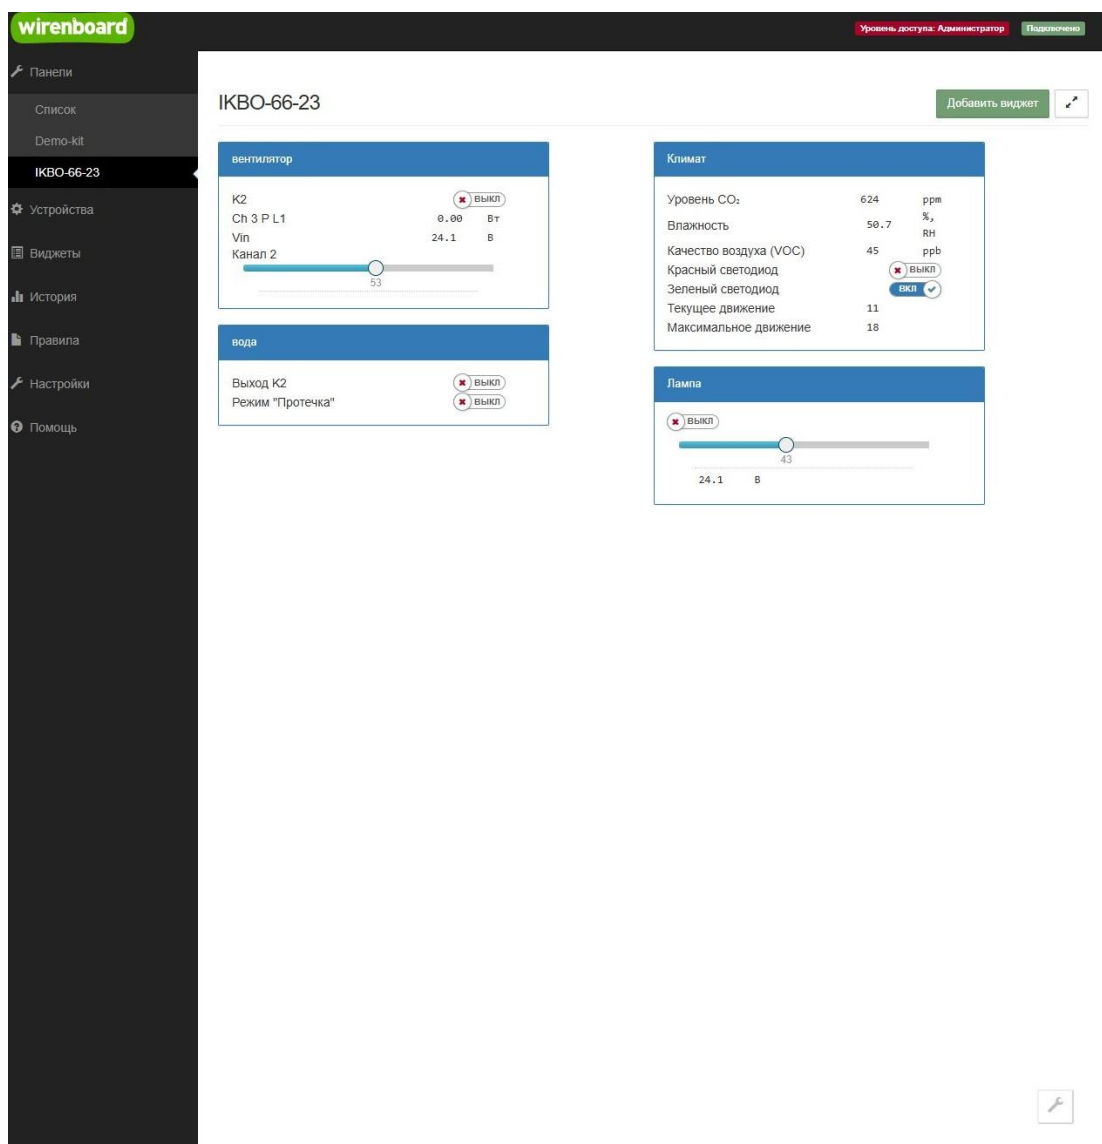 wirenboard
Уровень доступа: Администратор
Подключено
Панели
Список
Demo-kit
IKBO-66-23
Устройства
Виджеты
История
Правила
Настройки
Помощь
IKBO-66-23
Добавить виджет
вентилятор
K2 ВЫКЛ
Ch 3 P L1 0.00 Вт
Vin 24.1 В
Канал 2
53
вода
Выход K2 ВЫКЛ
Режим "Протечка" ВЫКЛ
Климат
Уровень CO₂ 624 ppm
Влажность 50.7 %, RH
Качество воздуха (VOC) 45 ppb
Красный светодиод ВЫКЛ
Зеленый светодиод ВКЛ
Текущее движение 11
Максимальное движение 18
Лампа
ВЫКЛ
43
24.1 В